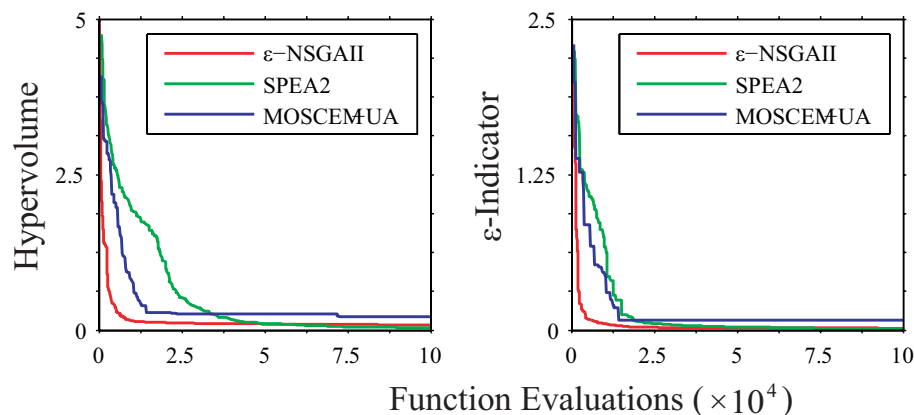 Hypervolume
5
2.5
0
0 2.5 5 7.5 10
ε−NSGAII
SPEA2
MOSCEM-UA
ε-Indicator
2.5
1.25
0
0 2.5 5 7.5 10
ε−NSGAII
SPEA2
MOSCEM-UA
Function Evaluations (×10⁴)